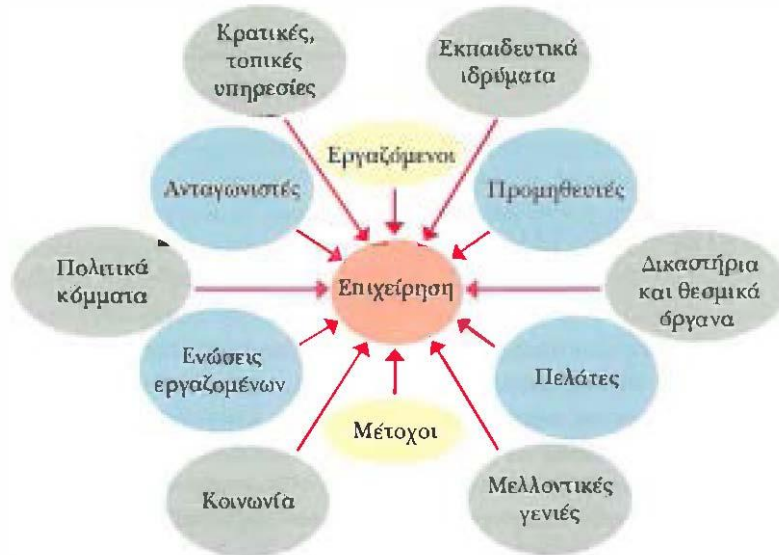 Κρατικές,
τοπικές
υπηρεσίες
Εκπαιδευτικά
ιδρύματα
Εργαζόμενοι
Ανταγωνιστές
Προμηθευτές
Πολιτικά
κόμματα
Επιχείρηση
Δικαστήρια
και θεσμικά
όργανα
Ενώσεις
εργαζομένων
Πελάτες
Μέτοχοι
Κοινωνία
Μελλοντικές
γενιές